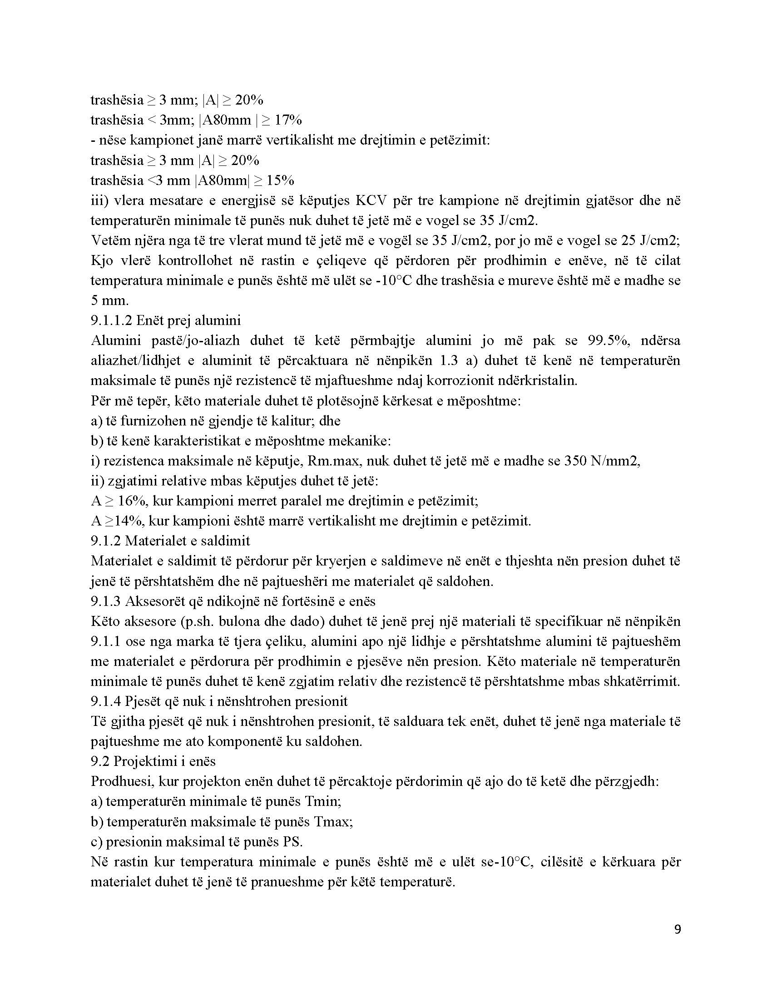 trashësia ≥ 3 mm; |A| ≥ 20%
trashësia < 3mm; |A80mm | ≥ 17%
- nëse kampionet janë marrë vertikalisht me drejtimin e petëzimit:
trashësia ≥ 3 mm |A| ≥ 20%
trashësia <3 mm |A80mm| ≥ 15%
iii) vlera mesatare e energjisë së këputjes KCV për tre kampione në drejtimin gjatësor dhe në
temperaturën minimale të punës nuk duhet të jetë më e vogel se 35 J/cm2.
Vetëm njëra nga të tre vlerat mund të jetë më e vogël se 35 J/cm2, por jo më e vogel se 25 J/cm2;
Kjo vlerë kontrollohet në rastin e çeliqeve që përdoren për prodhimin e enëve, në të cilat
temperatura minimale e punës është më ulët se -10°C dhe trashësia e mureve është më e madhe se
5 mm.
9.1.1.2 Enët prej alumini
Alumini pastë/jo-aliazh duhet të ketë përmbajtje alumini jo më pak se 99.5%, ndërsa
aliazhet/lidhjet e aluminit të përcaktuara në nënpikën 1.3 a) duhet të kenë në temperaturën
maksimale të punës një rezistencë të mjaftueshme ndaj korrozionit ndërkristalin.
Për më tepër, këto materiale duhet të plotësojnë kërkesat e mëposhtme:
a) të furnizohen në gjendje të kalitur; dhe
b) të kenë karakteristikat e mëposhtme mekanike:
i) rezistenca maksimale në këputje, Rm.max, nuk duhet të jetë më e madhe se 350 N/mm2,
ii) zgjatimi relative mbas këputjes duhet të jetë:
A ≥ 16%, kur kampioni merret paralel me drejtimin e petëzimit;
A ≥14%, kur kampioni është marrë vertikalisht me drejtimin e petëzimit.
9.1.2 Materialet e saldimit
Materialet e saldimit të përdorur për kryerjen e saldimeve në enët e thjeshta nën presion duhet të
jenë të përshtatshëm dhe në pajtueshëri me materialet që saldohen.
9.1.3 Aksesorët që ndikojnë në fortësinë e enës
Këto aksesore (p.sh. bulona dhe dado) duhet të jenë prej një materiali të specifikuar në nënpikën
9.1.1 ose nga marka të tjera çeliku, alumini apo një lidhje e përshtatshme alumini të pajtueshëm
me materialet e përdorura për prodhimin e pjesëve nën presion. Këto materiale në temperaturën
minimale të punës duhet të kenë zgjatim relativ dhe rezistencë të përshtatshme mbas shkatërrimit.
9.1.4 Pjesët që nuk i nënshtrohen presionit
Të gjitha pjesët që nuk i nënshtrohen presionit, të salduara tek enët, duhet të jenë nga materiale të
pajtueshme me ato komponentë ku saldohen.
9.2 Projektimi i enës
Prodhuesi, kur projekton enën duhet të përcaktoje përdorimin që ajo do të ketë dhe përzgjedh:
a) temperaturën minimale të punës Tmin;
b) temperaturën maksimale të punës Tmax;
c) presionin maksimal të punës PS.
Në rastin kur temperatura minimale e punës është më e ulët se-10°C, cilësitë e kërkuara për
materialet duhet të jenë të pranueshme për këtë temperaturë.
9